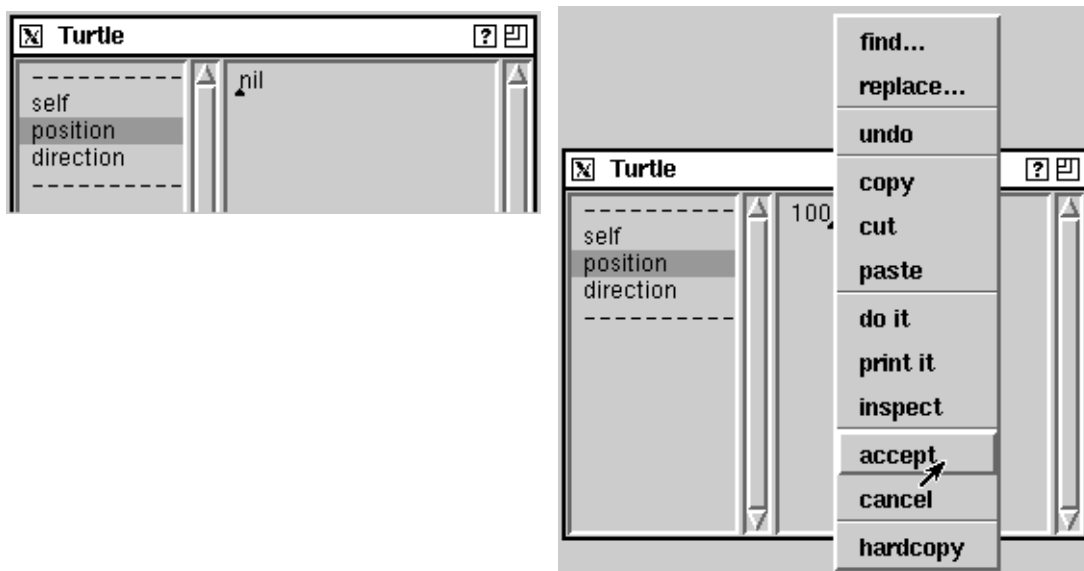 Turtle
----------
self
position
direction
----------
nil
Turtle
----------
self
position
direction
----------
100
find...
replace...
undo
copy
cut
paste
do it
print it
inspect
accept
cancel
hardcopy